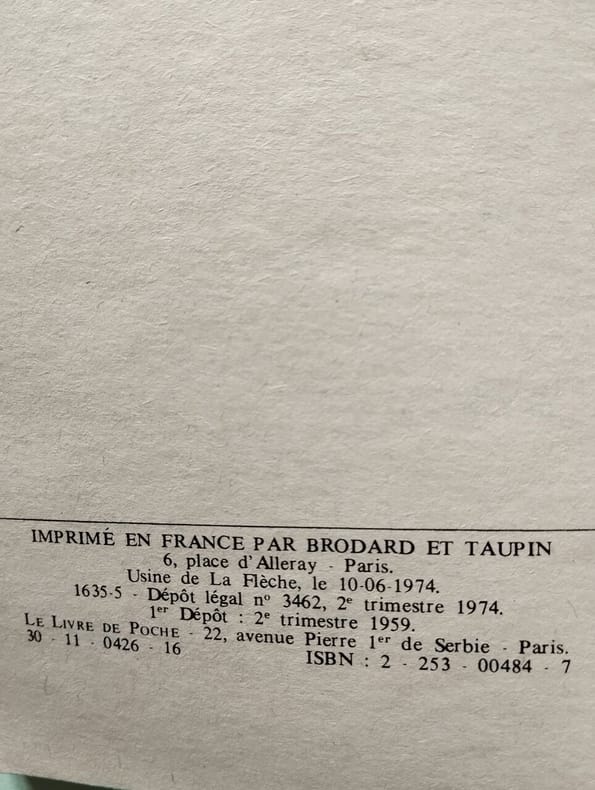 IMPRIMÉ EN FRANCE PAR BRODARD ET TAUPIN
6, place d'Alleray - Paris.
Usine de La Flèche, le 10-06-1974.
1635-5 - Dépôt légal nº 3462, 2e trimestre 1974.
1er Dépôt : 2e trimestre 1959.
LE LIVRE DE POCHE - 22, avenue Pierre 1er de Serbie - Paris.
30 - 11 - 0426 - 16 ISBN : 2 - 253 - 00484 - 7